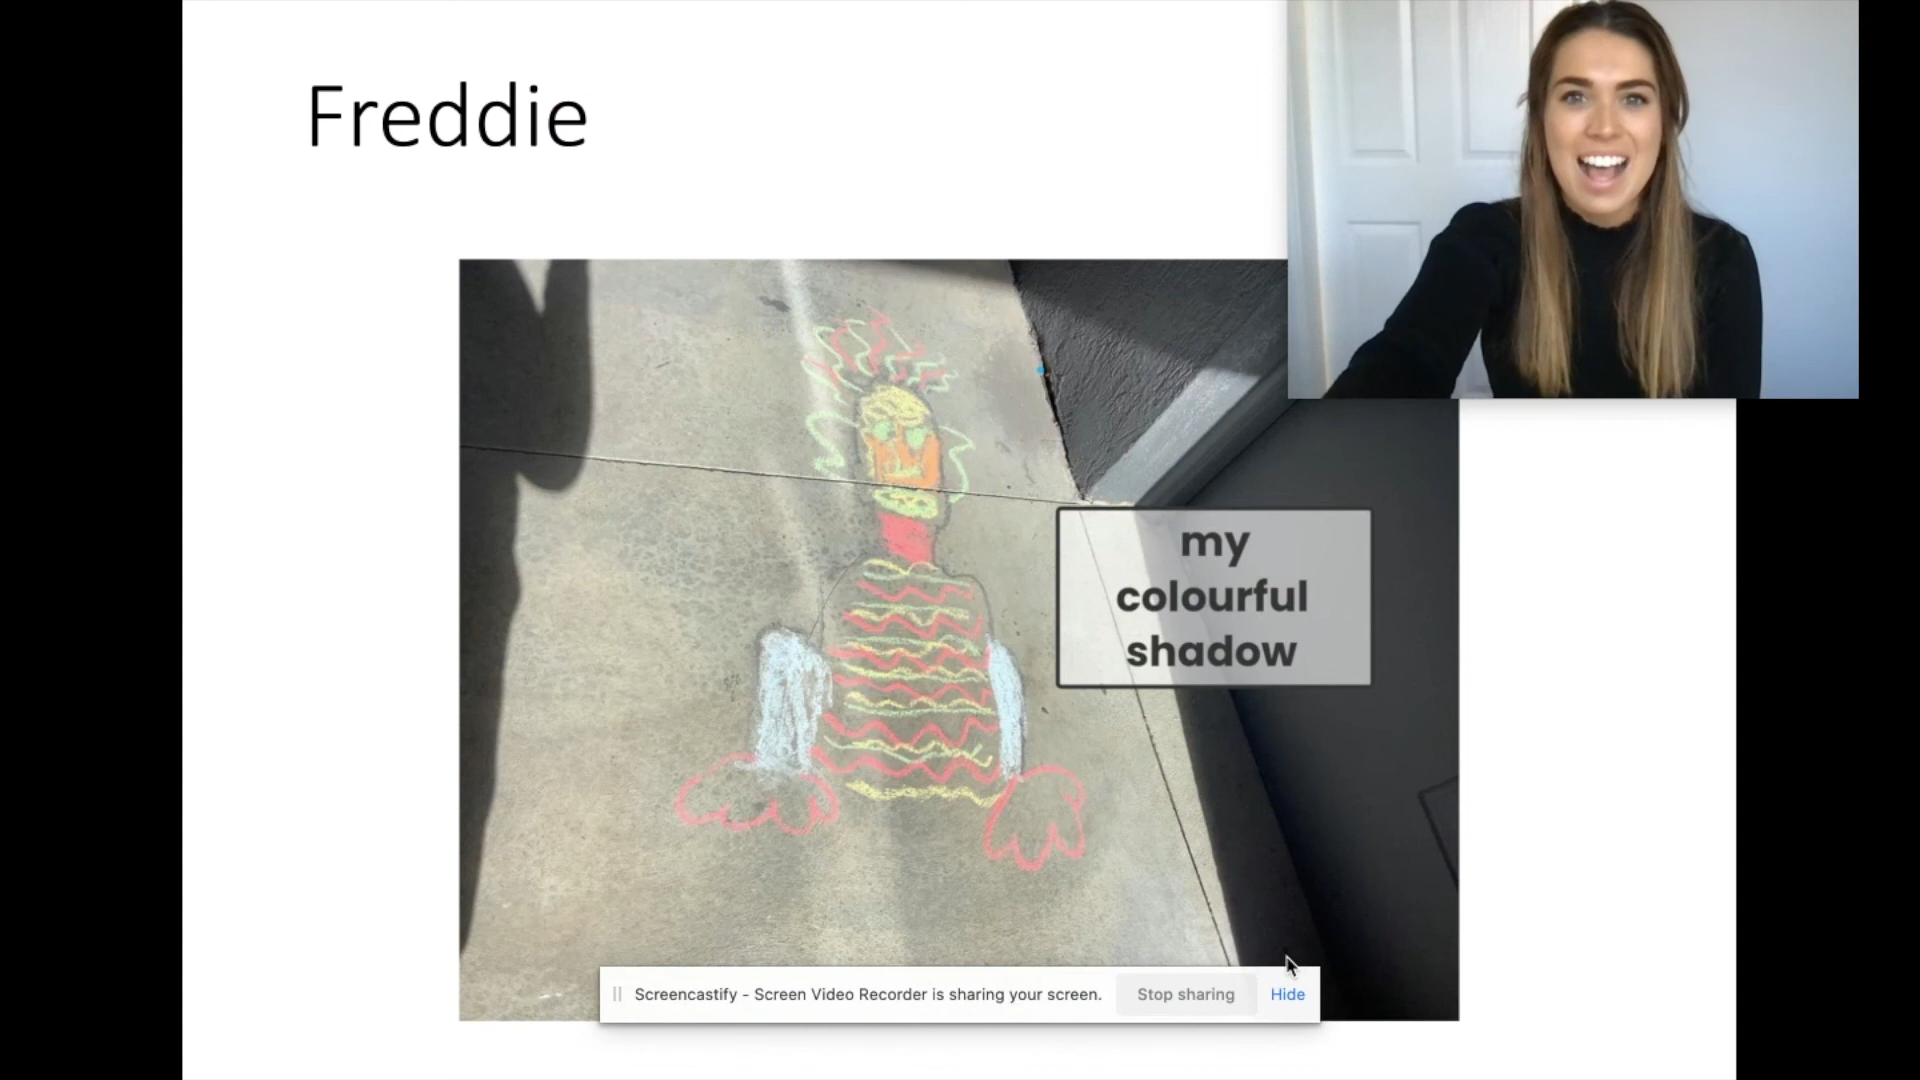 Freddie
my
colourful
shadow
Screencastify - Screen Video Recorder is sharing your screen. Stop sharing Hide